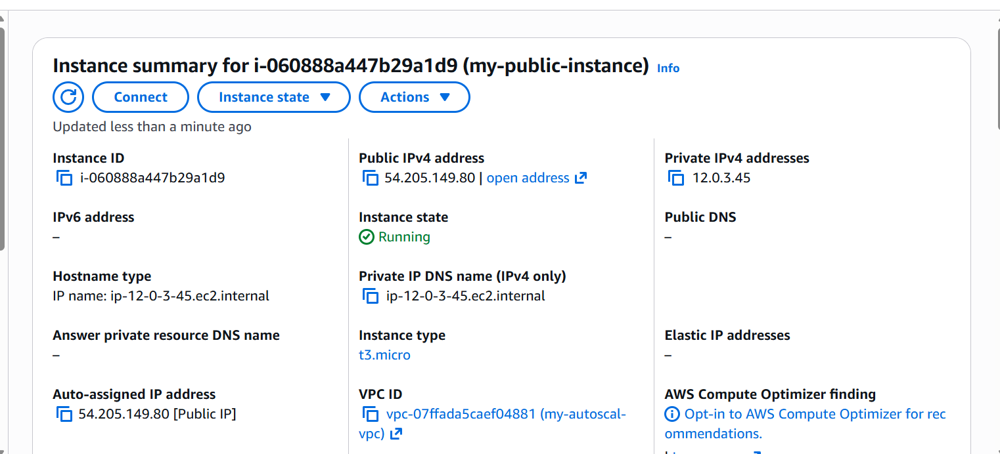 Instance summary for i-060888a447b29a1d9 (my-public-instance) Info
Connect Instance state Actions
Updated less than a minute ago
Instance ID
i-060888a447b29a1d9
Public IPv4 address
54.205.149.80 | open address
Private IPv4 addresses
12.0.3.45
IPv6 address
–
Instance state
Running
Public DNS
–
Hostname type
IP name: ip-12-0-3-45.ec2.internal
Private IP DNS name (IPv4 only)
ip-12-0-3-45.ec2.internal
Answer private resource DNS name
–
Instance type
t3.micro
Elastic IP addresses
–
Auto-assigned IP address
54.205.149.80 [Public IP]
VPC ID
vpc-07ffada5caef04881 (my-autoscal-
vpc)
AWS Compute Optimizer finding
Opt-in to AWS Compute Optimizer for rec
ommendations.